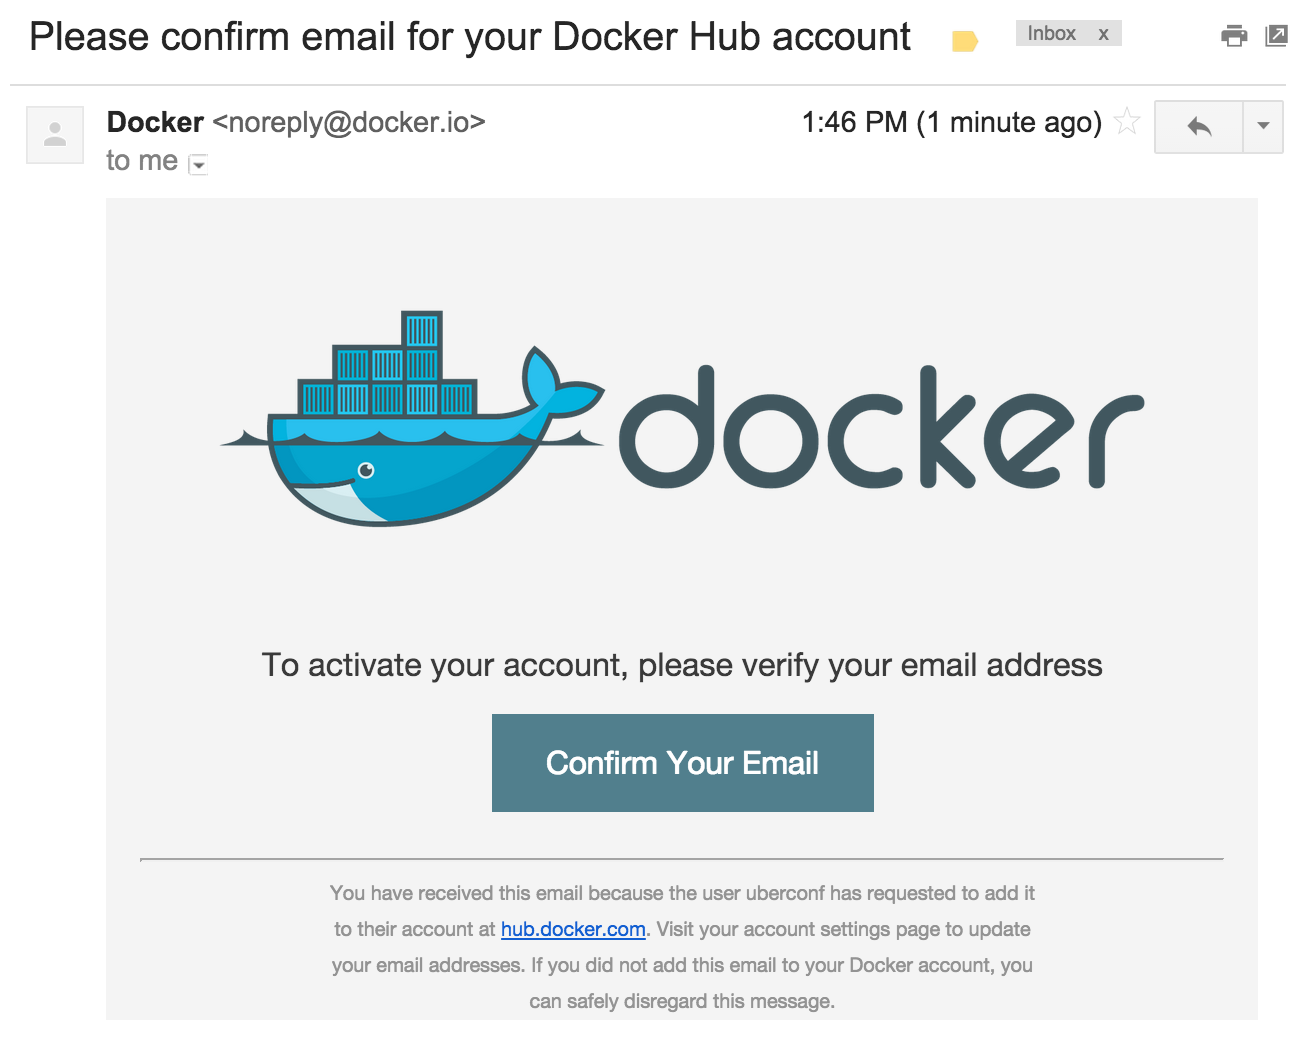 Please confirm email for your Docker Hub account
Inbox x
Docker <noreply@docker.io>
1:46 PM (1 minute ago)
to me
docker
To activate your account, please verify your email address
Confirm Your Email
You have received this email because the user uberconf has requested to add it
to their account at hub.docker.com. Visit your account settings page to update
your email addresses. If you did not add this email to your Docker account, you
can safely disregard this message.